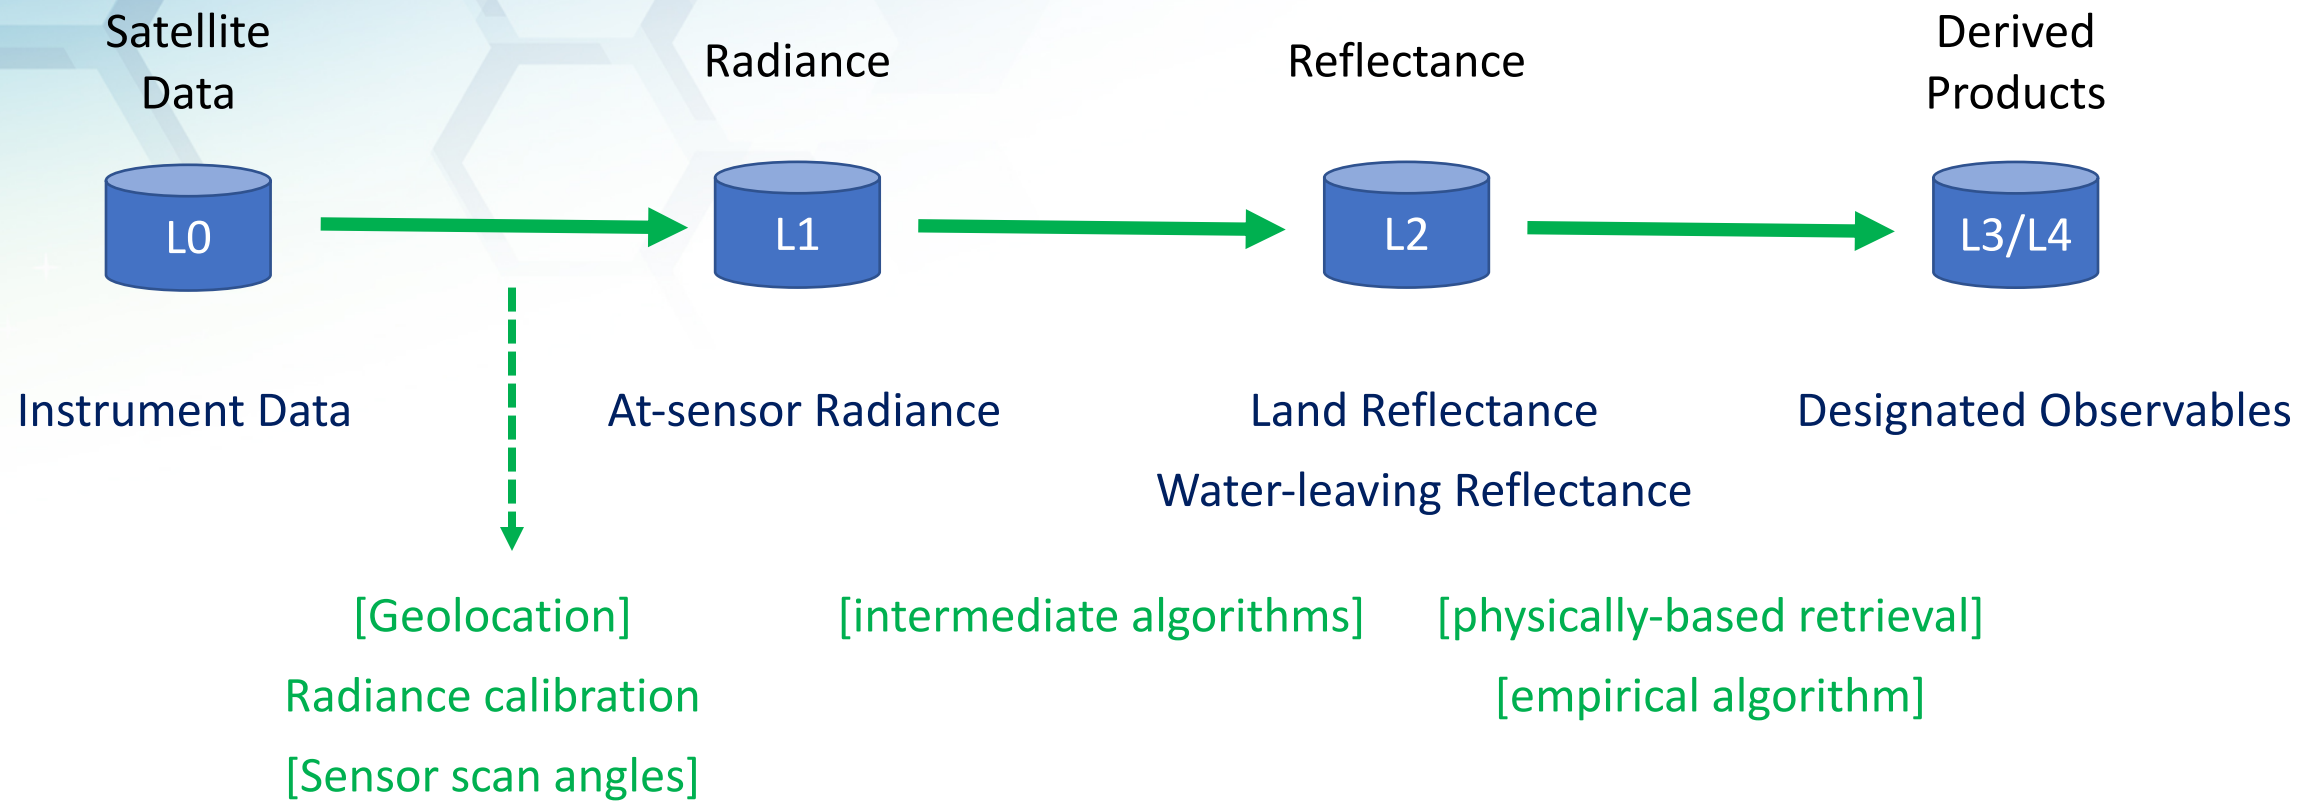 Satellite
Data
Radiance
Reflectance
Derived
Products
L0
L1
L2
L3/L4
Instrument Data
At-sensor Radiance
Land Reflectance
Designated Observables
Water-leaving Reflectance
[Geolocation]
[intermediate algorithms]
[physically-based retrieval]
Radiance calibration
[empirical algorithm]
[Sensor scan angles]